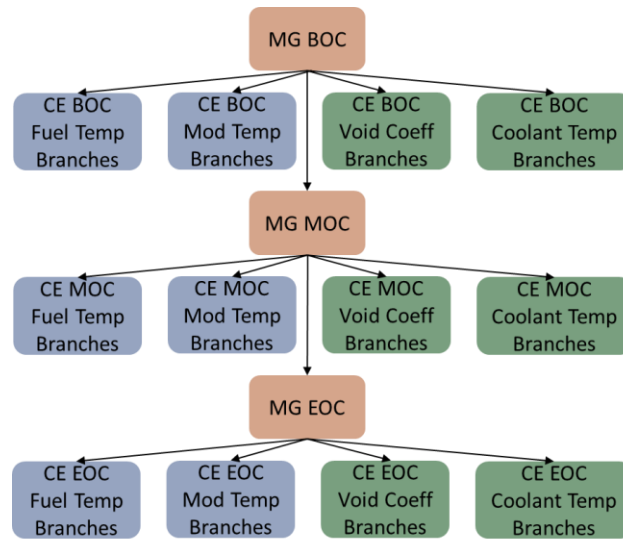 MG BOC
CE BOC
Fuel Temp
Branches
CE BOC
Mod Temp
Branches
CE BOC
Void Coeff
Branches
CE BOC
Coolant Temp
Branches
MG MOC
CE MOC
Fuel Temp
Branches
CE MOC
Mod Temp
Branches
CE MOC
Void Coeff
Branches
CE MOC
Coolant Temp
Branches
MG EOC
CE EOC
Fuel Temp
Branches
CE EOC
Mod Temp
Branches
CE EOC
Void Coeff
Branches
CE EOC
Coolant Temp
Branches